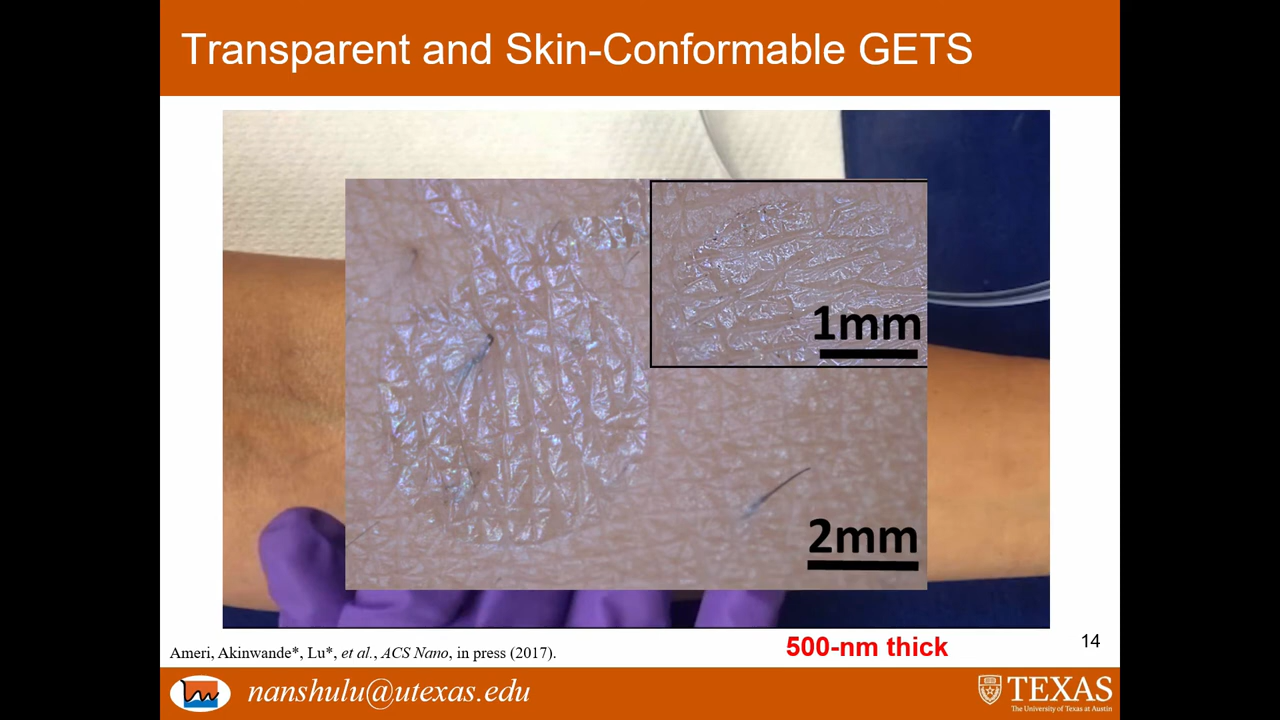 Transparent and Skin-Conformable GETS
1mm
2mm
500-nm thick
14
Ameri, Akinwande*, Lu*, et al., ACS Nano, in press (2017).
nanshulu@utexas.edu
TEXAS
The University of Texas at Austin